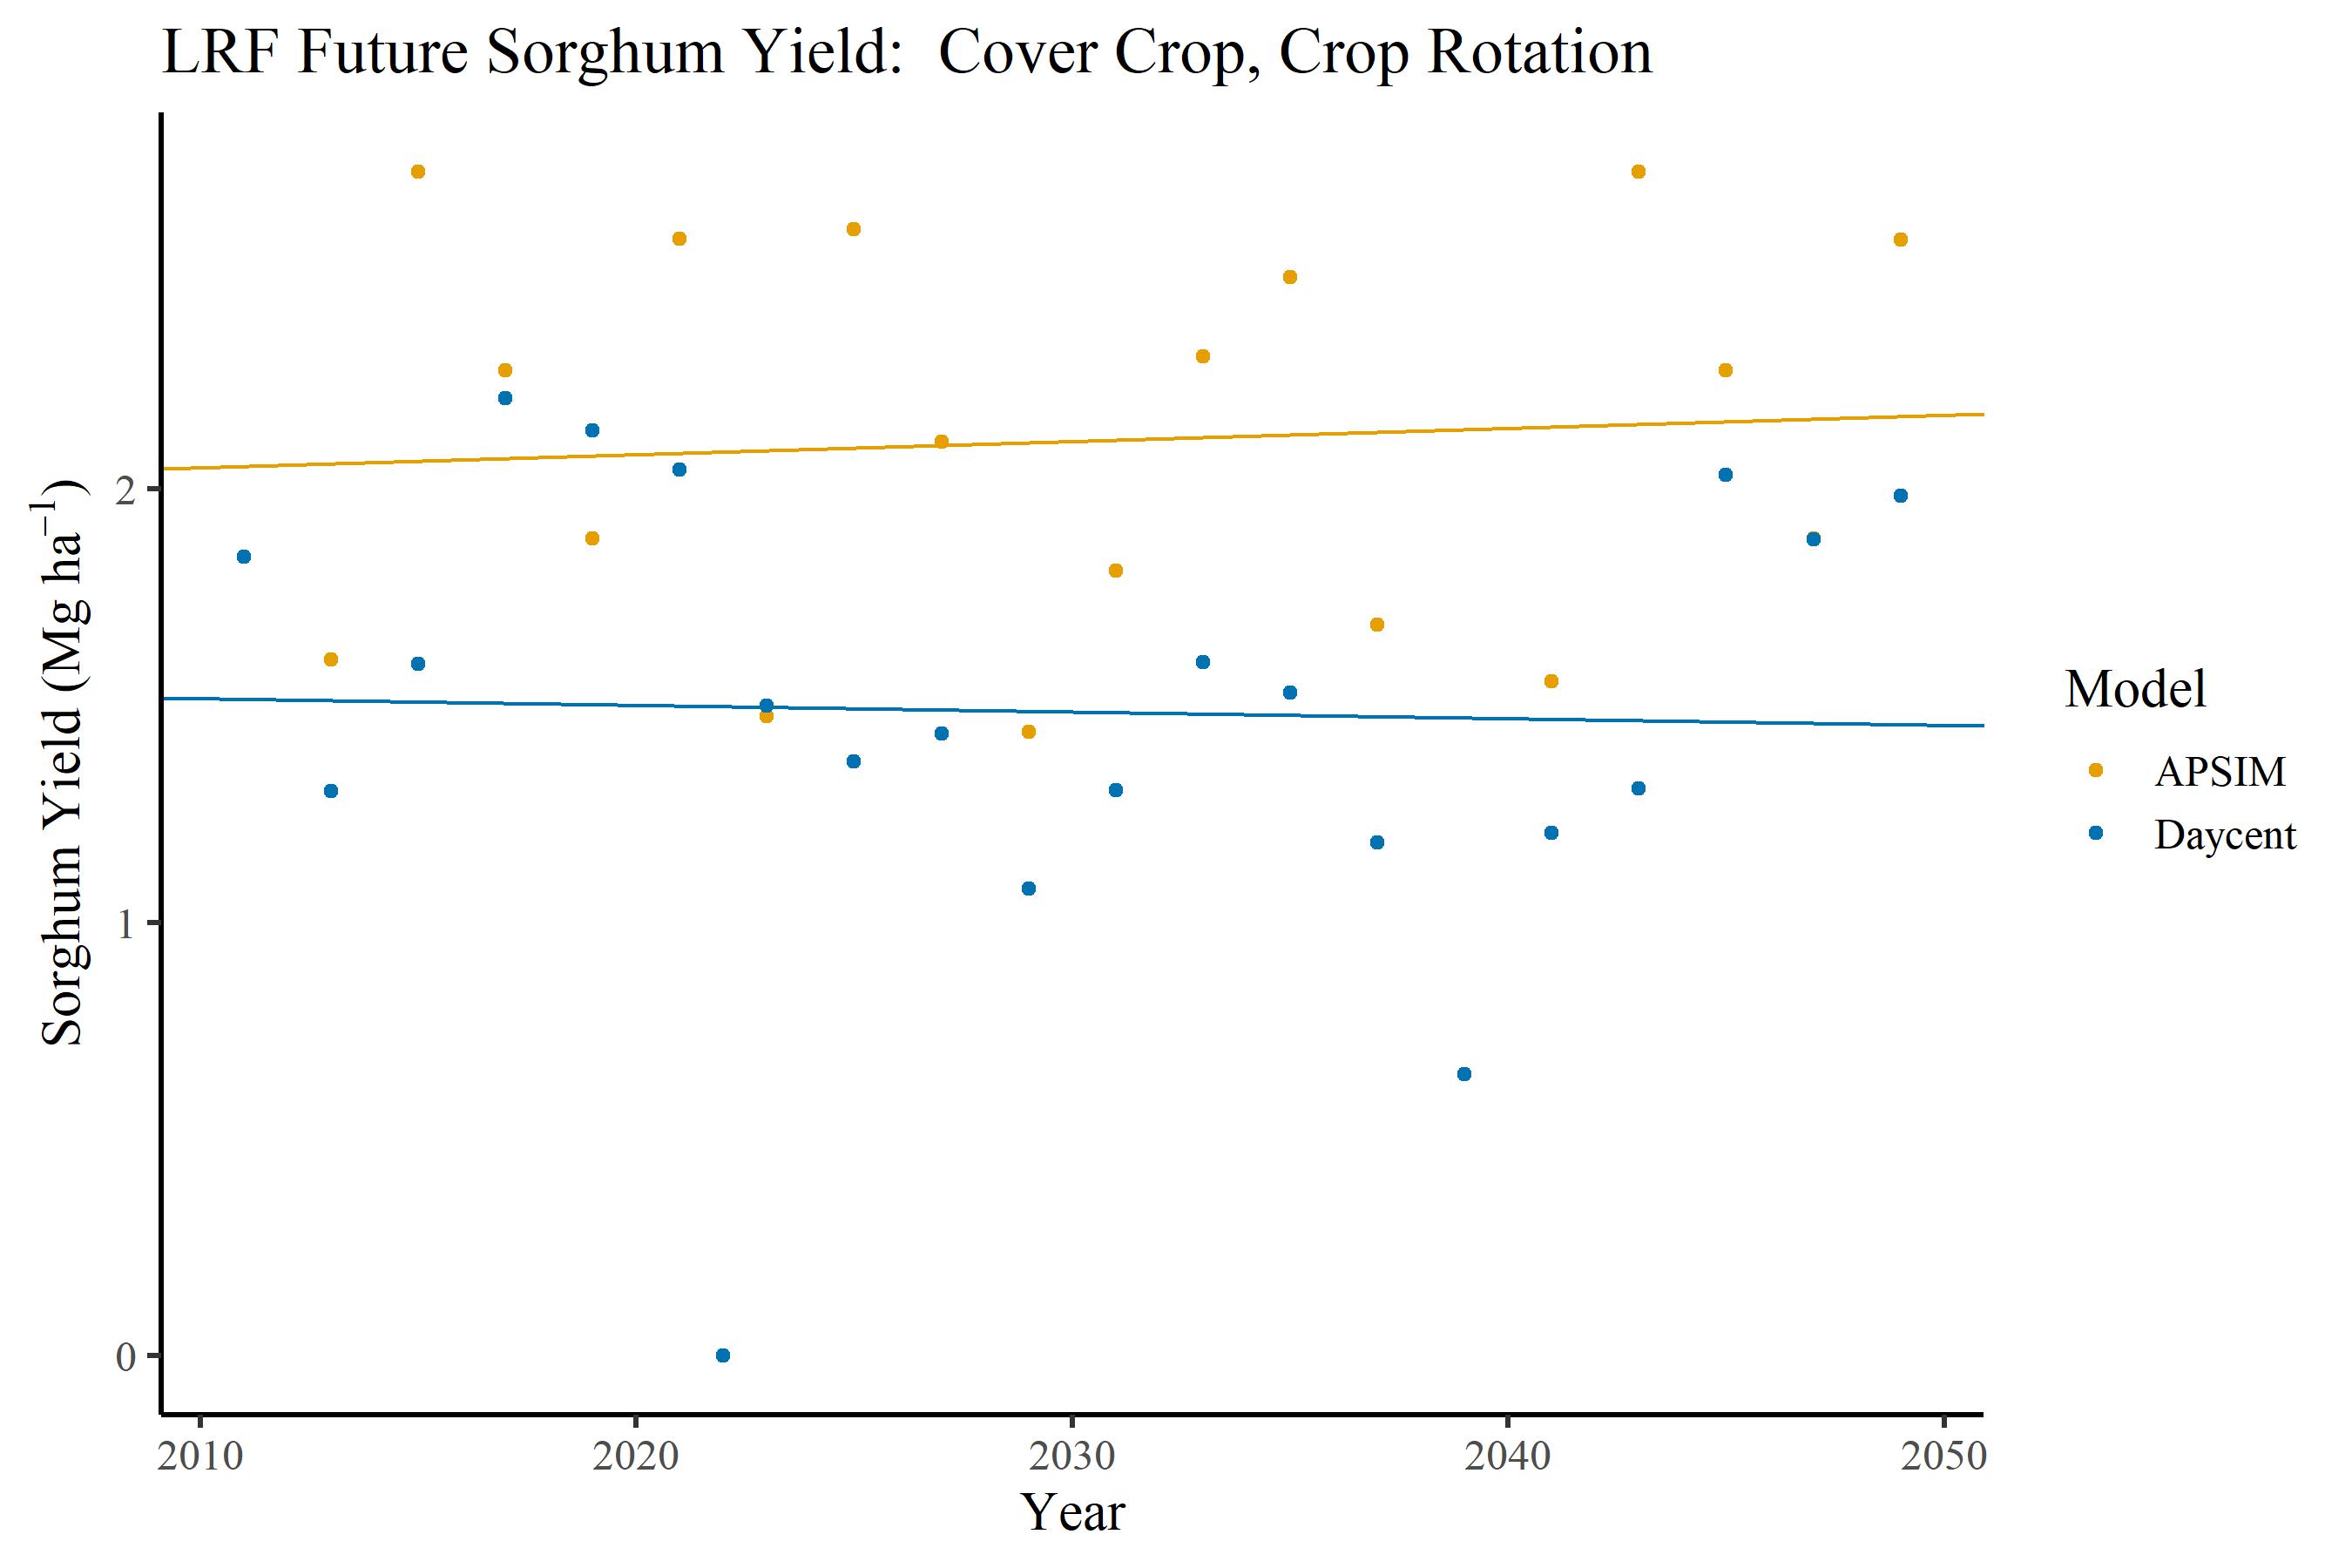 LRF Future Sorghum Yield:  Cover Crop, Crop Rotation
Sorghum Yield (Mg ha⁻¹)
2
1
0
2010 2020 2030 2040 2050
Year
Model
APSIM
Daycent